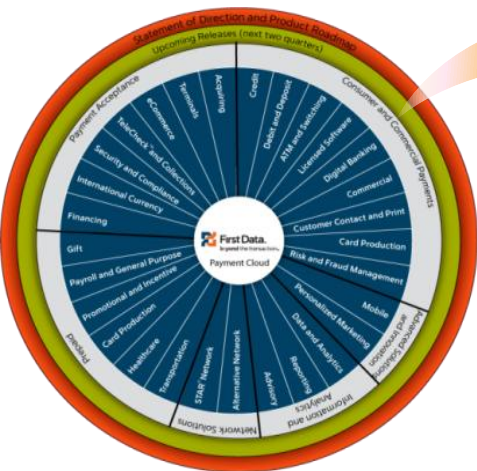 Statement of Direction and Product Roadmap
Upcoming Releases (next two quarters)
Consumer and Commercial Payments
Credit
Debit and Deposit
ATM and Switching
Licensed Software
Digital Banking
Commercial
Customer Contact and Print
Card Production
Risk and Fraud Management
Advanced Solutions
and Innovation
Mobile
Personalized Marketing
Information and
Analytics
Data and Analytics
Reporting
Advisory
Network Solutions
Alternative Network
STAR® Network
Prepaid
Transportation
Healthcare
Card Production
Promotional and Incentive
Payroll and General Purpose
Gift
Payment Acceptance
Financing
International Currency
Security and Compliance
TeleCheck® and Collections
eCommerce
Terminals
Acquiring
First Data.
beyond the transaction.
Payment Cloud